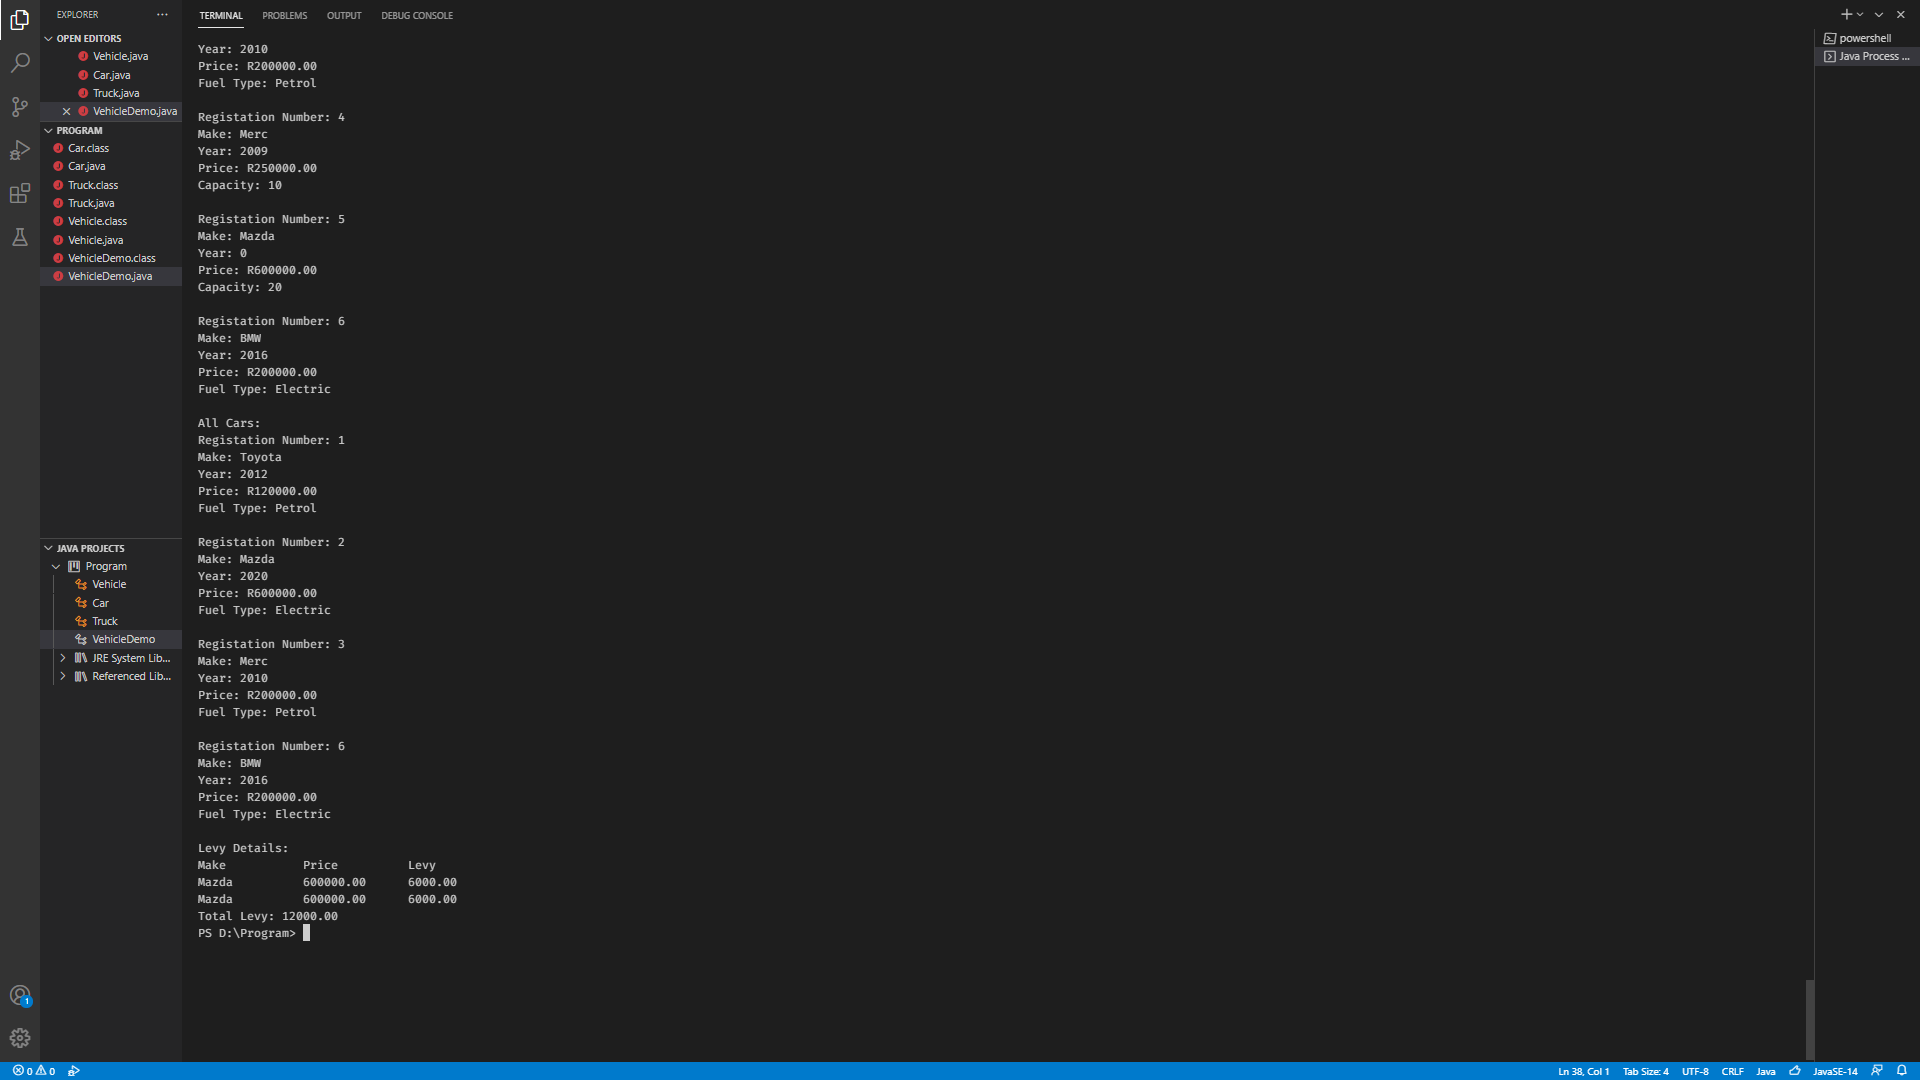 EXPLORER
OPEN EDITORS
Vehicle.java
Car.java
Truck.java
VehicleDemo.java
PROGRAM
Car.class
Car.java
Truck.class
Truck.java
Vehicle.class
Vehicle.java
VehicleDemo.class
VehicleDemo.java
JAVA PROJECTS
Program
Vehicle
Car
Truck
VehicleDemo
JRE System Lib...
Referenced Lib...
1
TERMINAL PROBLEMS OUTPUT DEBUG CONSOLE
Year: 2010
Price: R200000.00
Fuel Type: Petrol
Registation Number: 4
Make: Merc
Year: 2009
Price: R250000.00
Capacity: 10
Registation Number: 5
Make: Mazda
Year: 0
Price: R600000.00
Capacity: 20
Registation Number: 6
Make: BMW
Year: 2016
Price: R200000.00
Fuel Type: Electric
All Cars:
Registation Number: 1
Make: Toyota
Year: 2012
Price: R120000.00
Fuel Type: Petrol
Registation Number: 2
Make: Mazda
Year: 2020
Price: R600000.00
Fuel Type: Electric
Registation Number: 3
Make: Merc
Year: 2010
Price: R200000.00
Fuel Type: Petrol
Registation Number: 6
Make: BMW
Year: 2016
Price: R200000.00
Fuel Type: Electric
Levy Details:
Make Price Levy
Mazda 600000.00 6000.00
Mazda 600000.00 6000.00
Total Levy: 12000.00
PS D:\Program>
powershell
Java Process ...
0 0
Ln 38, Col 1 Tab Size: 4 UTF-8 CRLF Java JavaSE-14